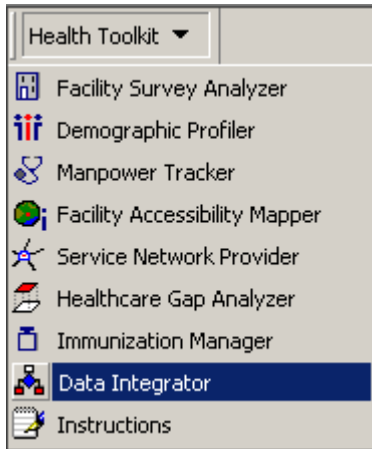 Health Toolkit
Facility Survey Analyzer
Demographic Profiler
Manpower Tracker
Facility Accessibility Mapper
Service Network Provider
Healthcare Gap Analyzer
Immunization Manager
Data Integrator
Instructions